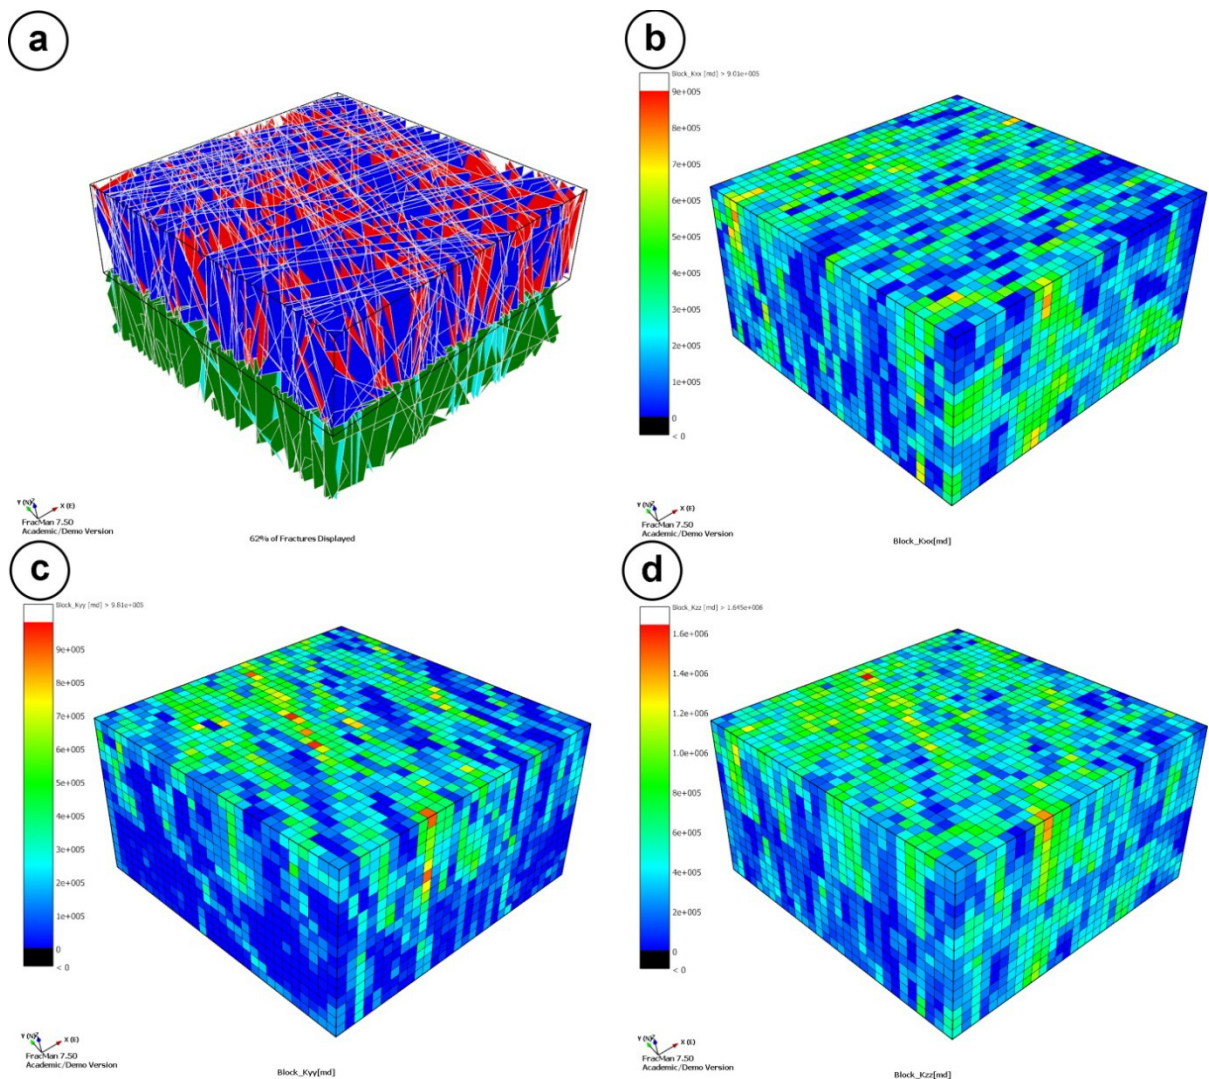 a
Y (N)
Z
X (E)
FracMan 7.50
Academic/Demo Version
62% of Fractures Displayed
b
Block_Kxx [md] > 9.01e+005
9e+005
8e+005
7e+005
6e+005
5e+005
4e+005
3e+005
2e+005
1e+005
0
< 0
Y (N)
Z
X (E)
FracMan 7.50
Academic/Demo Version
Block_Kxx[md]
c
Block_Kyy [md] > 9.81e+005
9e+005
8e+005
7e+005
6e+005
5e+005
4e+005
3e+005
2e+005
1e+005
0
< 0
Y (N)
Z
X (E)
FracMan 7.50
Academic/Demo Version
Block_Kyy[md]
d
Block_Kzz [md] > 1.645e+006
1.6e+006
1.4e+006
1.2e+006
1.0e+006
8e+005
6e+005
4e+005
2e+005
0
< 0
Y (N)
Z
X (E)
FracMan 7.50
Academic/Demo Version
Block_Kzz[md]